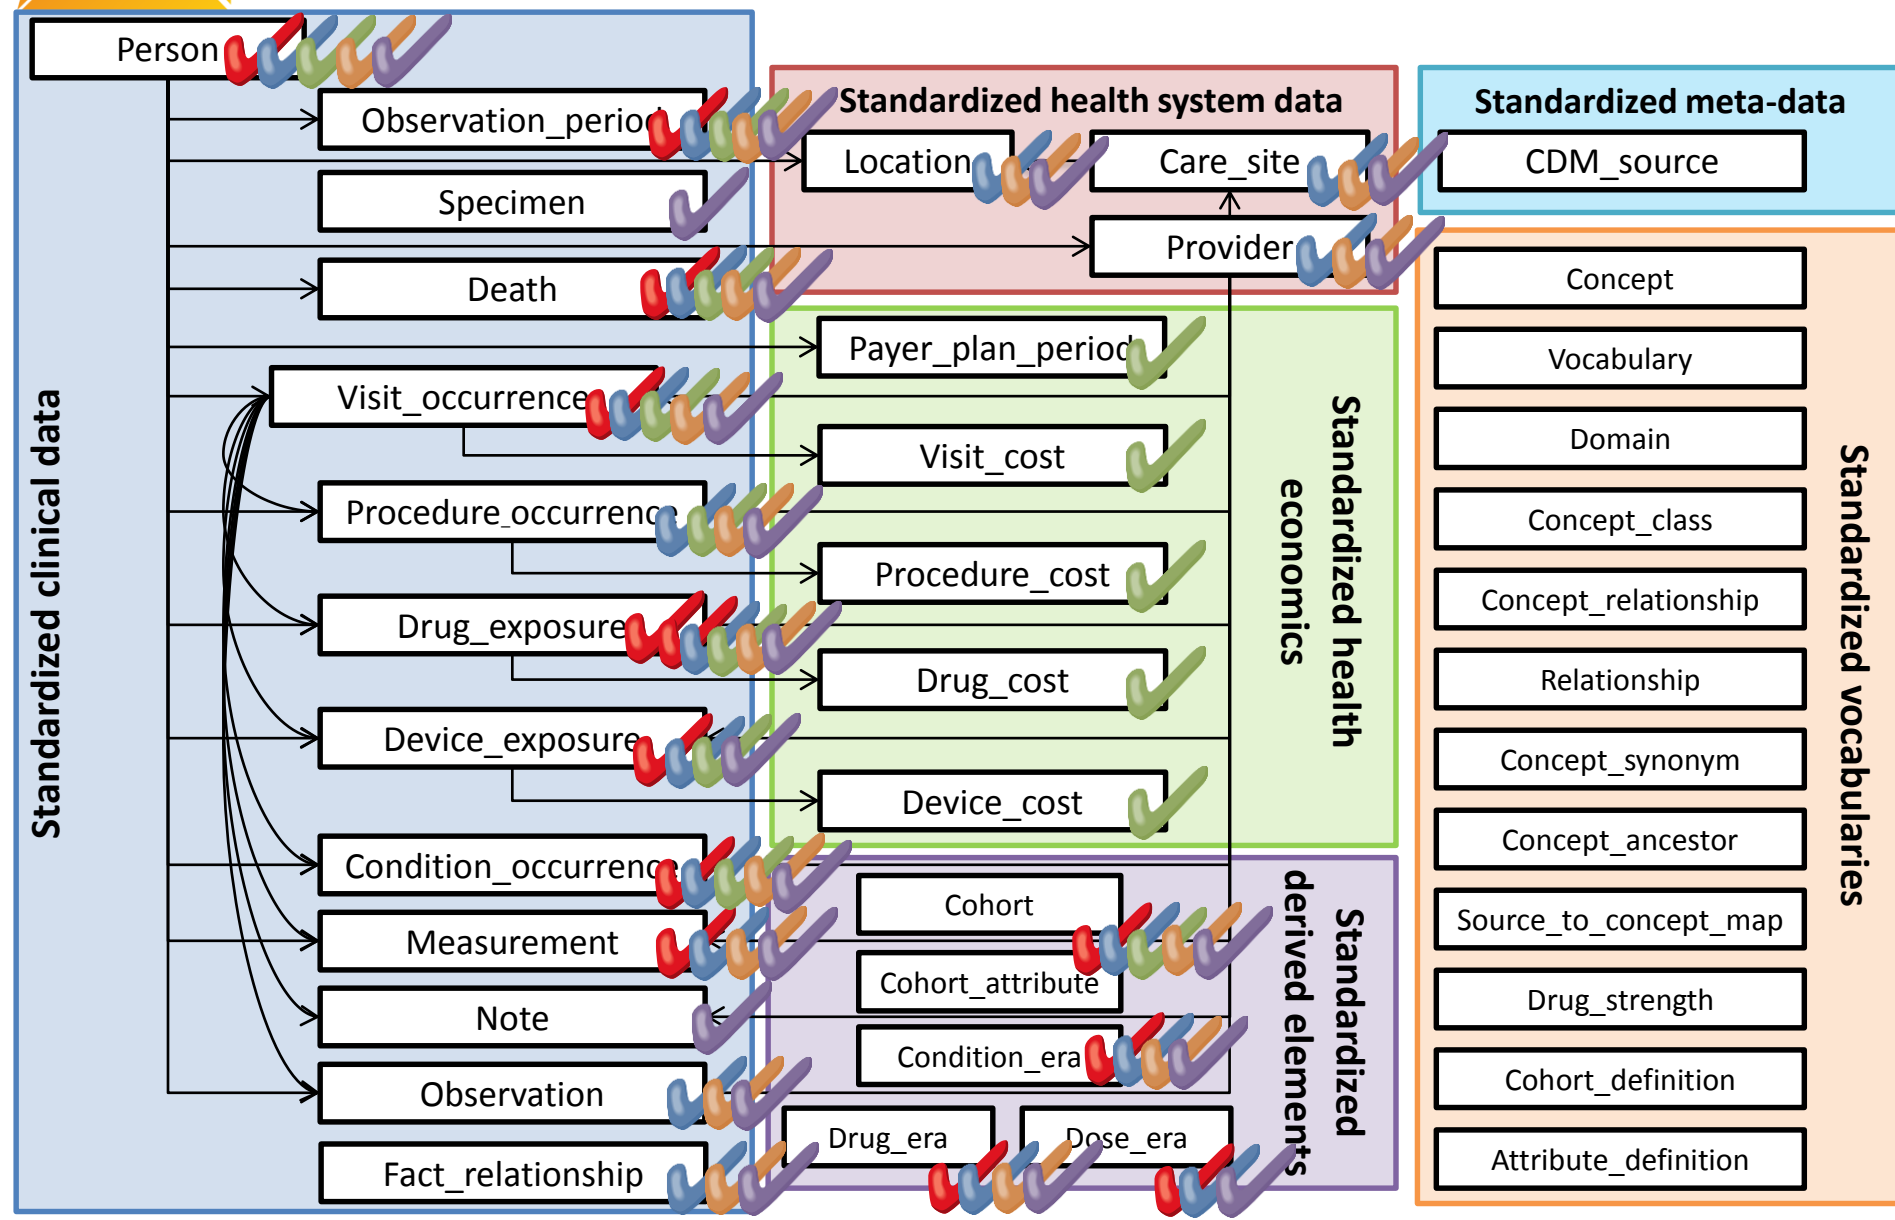 Person
Observation_period
Specimen
Death
Visit_occurrence
Procedure_occurrence
Drug_exposure
Device_exposure
Condition_occurrence
Measurement
Note
Observation
Fact_relationship
Standardized clinical data
Standardized health system data
Location
Care_site
Provider
Payer_plan_period
Visit_cost
Procedure_cost
Drug_cost
Device_cost
Standardized health
economics
Cohort
Cohort_attribute
Condition_era
Drug_era
Dose_era
Standardized
derived elements
Standardized meta-data
CDM_source
Concept
Vocabulary
Domain
Concept_class
Concept_relationship
Relationship
Concept_synonym
Concept_ancestor
Source_to_concept_map
Drug_strength
Cohort_definition
Attribute_definition
Standardized vocabularies